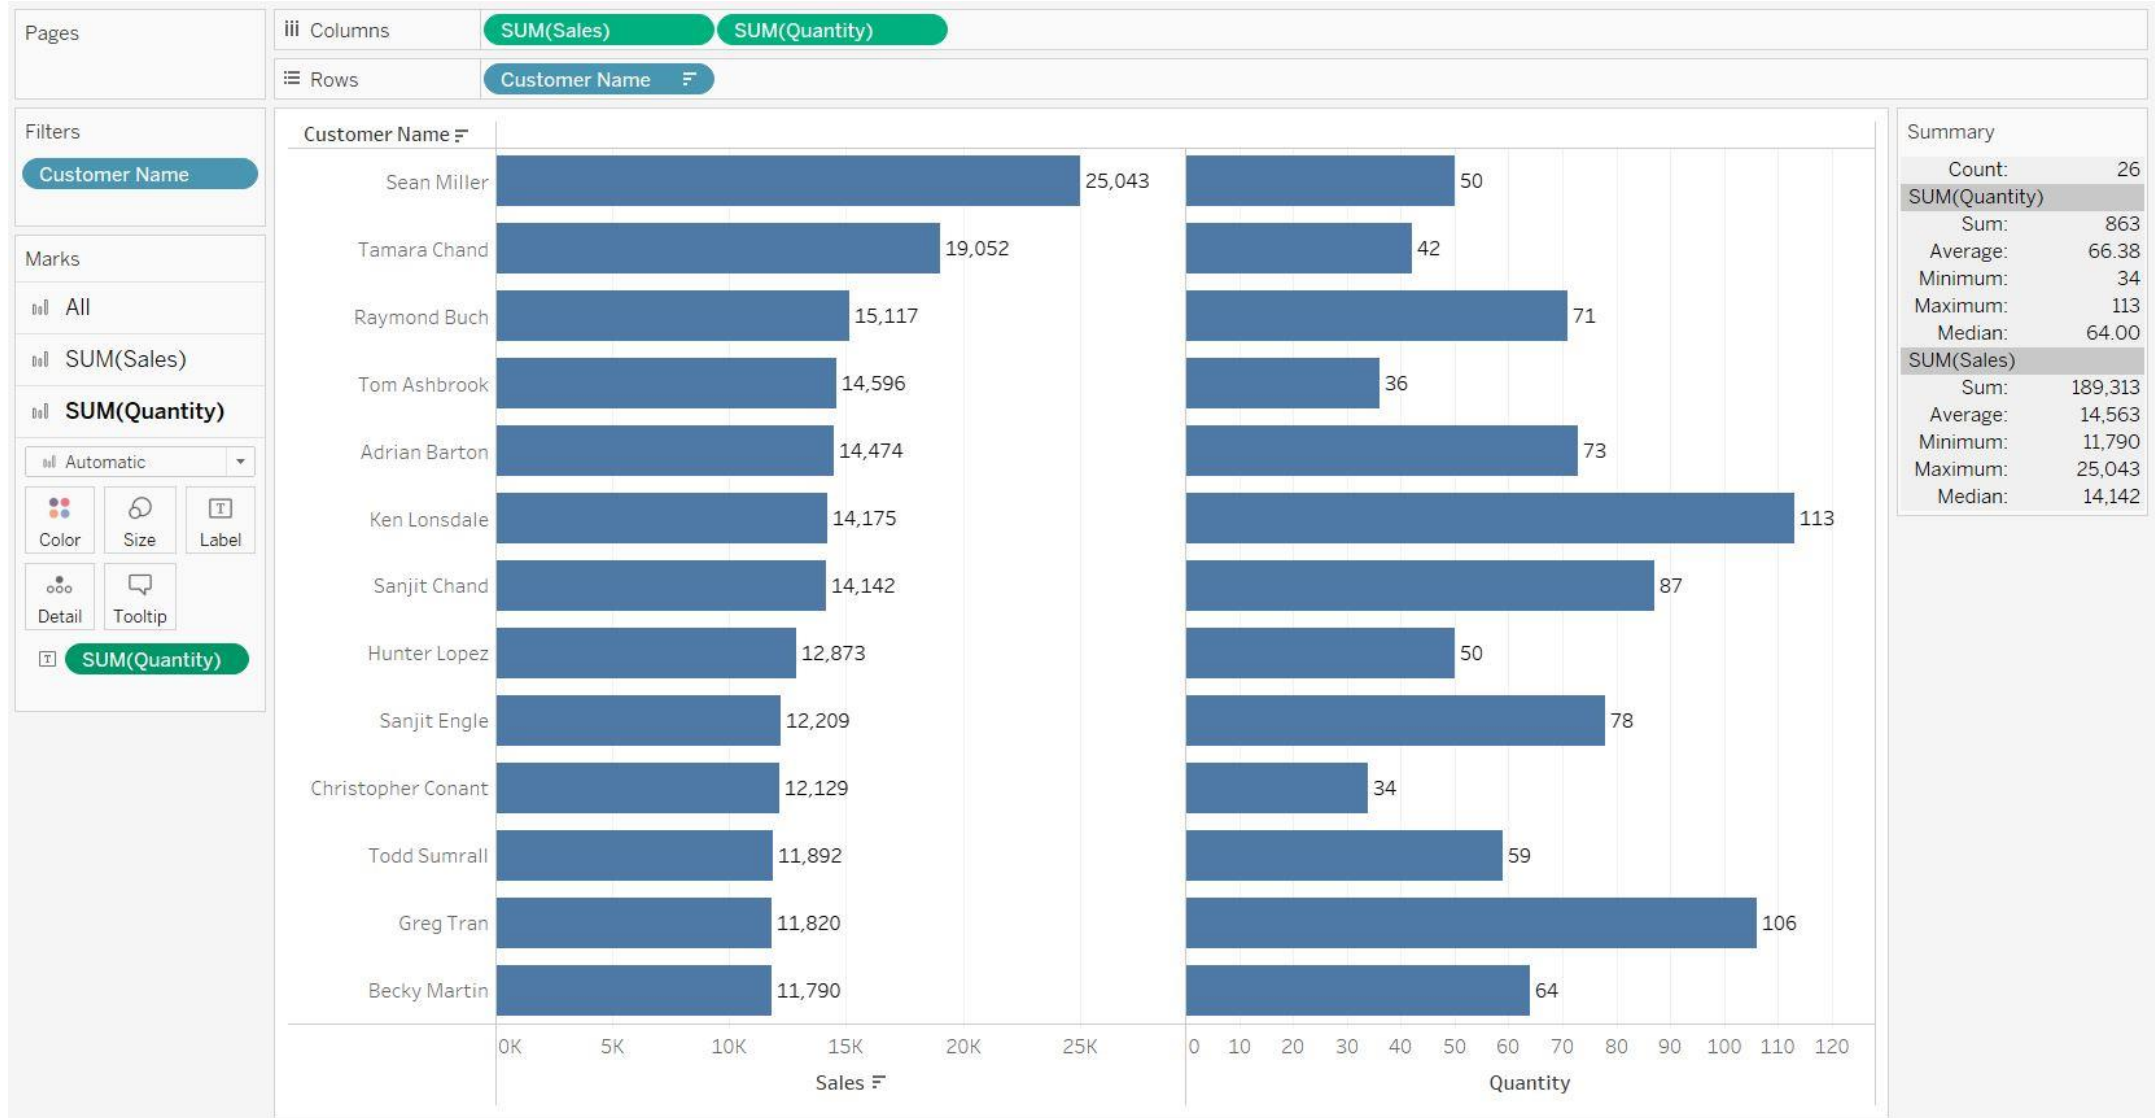 Pages
Columns SUM(Sales) SUM(Quantity)
Rows Customer Name
Filters
Customer Name
Marks
All
SUM(Sales)
SUM(Quantity)
Automatic
Color Size Label
Detail Tooltip
SUM(Quantity)
Customer Name
Sean Miller 25,043 50
Tamara Chand 19,052 42
Raymond Buch 15,117 71
Tom Ashbrook 14,596 36
Adrian Barton 14,474 73
Ken Lonsdale 14,175 113
Sanjit Chand 14,142 87
Hunter Lopez 12,873 50
Sanjit Engle 12,209 78
Christopher Conant 12,129 34
Todd Sumrall 11,892 59
Greg Tran 11,820 106
Becky Martin 11,790 64
0K 5K 10K 15K 20K 25K 0 10 20 30 40 50 60 70 80 90 100 110 120
Sales Quantity
Summary
Count: 26
SUM(Quantity)
Sum: 863
Average: 66.38
Minimum: 34
Maximum: 113
Median: 64.00
SUM(Sales)
Sum: 189,313
Average: 14,563
Minimum: 11,790
Maximum: 25,043
Median: 14,142